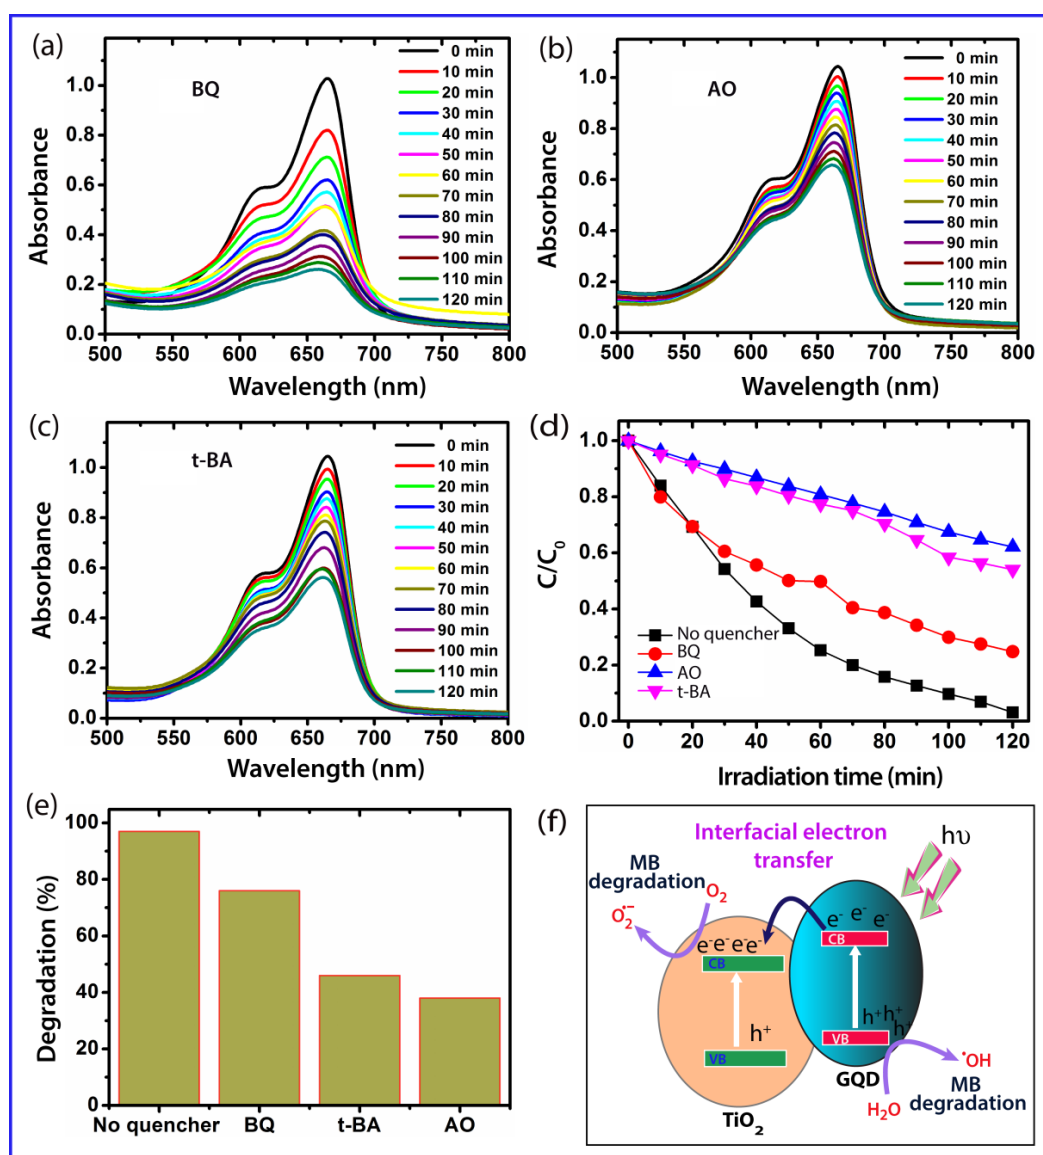 (a)
BQ
0 min
10 min
20 min
30 min
40 min
50 min
60 min
70 min
80 min
90 min
100 min
110 min
120 min
Absorbance
1.0
0.8
0.6
0.4
0.2
0.0
500 550 600 650 700 750 800
Wavelength (nm)
(b)
AO
0 min
10 min
20 min
30 min
40 min
50 min
60 min
70 min
80 min
90 min
100 min
110 min
120 min
Absorbance
1.0
0.8
0.6
0.4
0.2
0.0
500 550 600 650 700 750 800
Wavelength (nm)
(c)
t-BA
0 min
10 min
20 min
30 min
40 min
50 min
60 min
70 min
80 min
90 min
100 min
110 min
120 min
Absorbance
1.0
0.8
0.6
0.4
0.2
0.0
500 550 600 650 700 750 800
Wavelength (nm)
(d)
C/C₀
1.0
0.8
0.6
0.4
0.2
0.0
No quencher
BQ
AO
t-BA
0 20 40 60 80 100 120
Irradiation time (min)
(e)
Degradation (%)
100
80
60
40
20
0
No quencher BQ t-BA AO
(f)
Interfacial electron
transfer
hυ
MB
degradation
O₂
O₂•−
e⁻ e⁻ e⁻
e⁻e⁻e⁻e⁻
CB
CB
h⁺
h⁺h⁺
h⁺
VB
VB
GQD
TiO₂
•OH
H₂O
MB
degradation